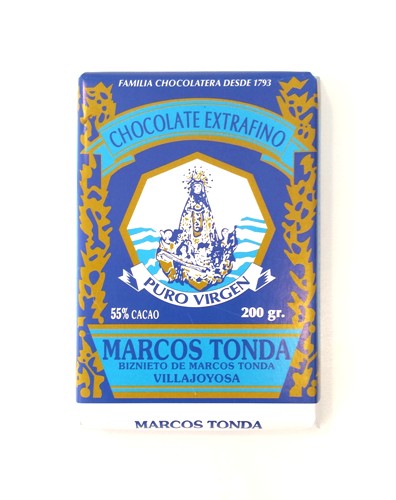 FAMILIA CHOCOLATERA DESDE 1793
CHOCOLATE EXTRAFINO
PURO VIRGEN
55% CACAO 200 gr.
MARCOS TONDA
BIZNIETO DE MARCOS TONDA
VILLAJOYOSA
MARCOS TONDA